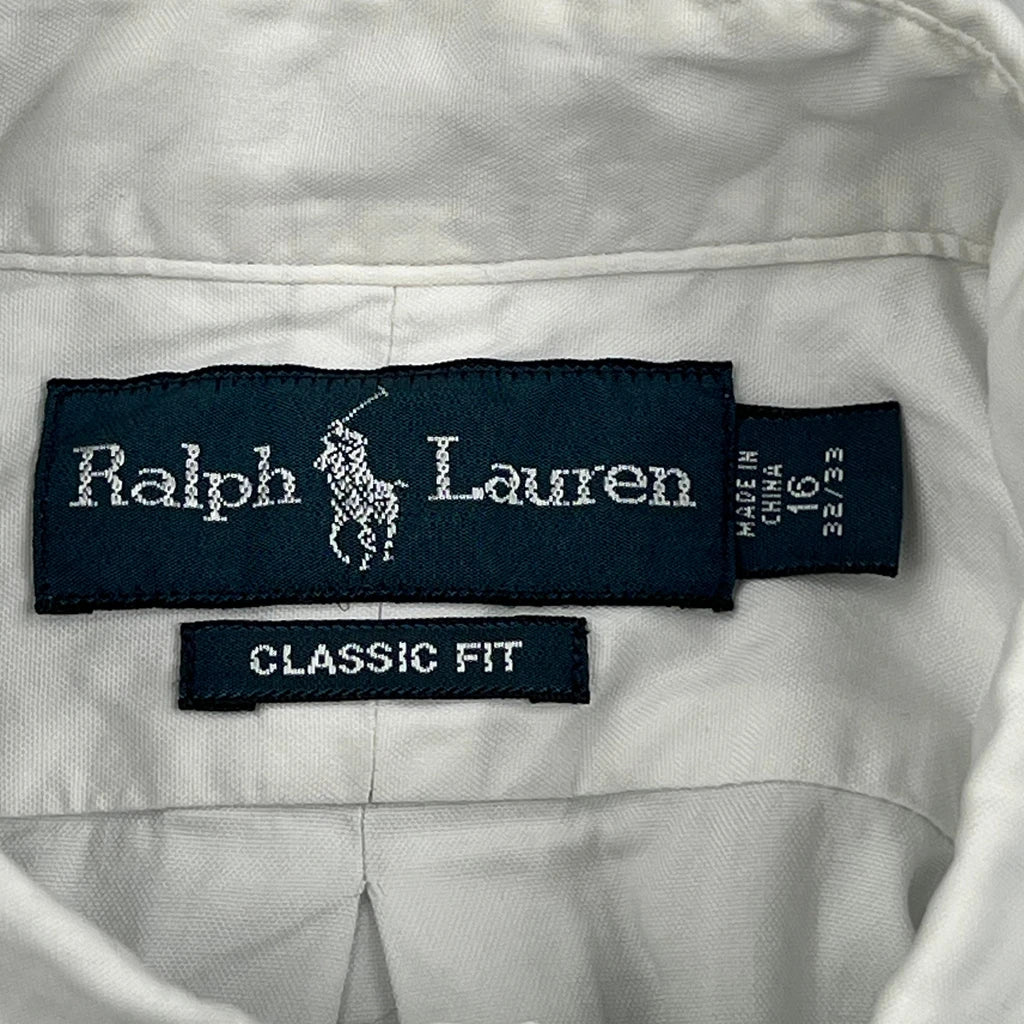 Ralph Lauren
CLASSIC FIT
MADE IN
CHINA
16
32/33